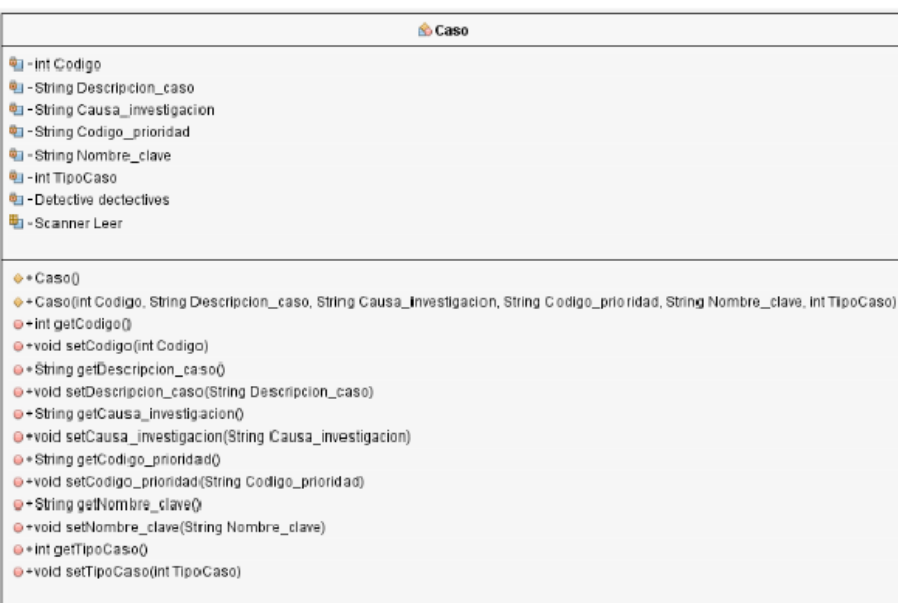 Caso
-int Codigo
-String Descripcion_caso
-String Causa_investigacion
-String Codigo_prioridad
-String Nombre_clave
-int TipoCaso
-Detective dectectives
-Scanner Leer
+Caso()
+Caso(int Codigo, String Descripcion_caso, String Causa_investigacion, String Codigo_prioridad, String Nombre_clave, int TipoCaso)
+int getCodigo()
+void setCodigo(int Codigo)
+String getDescripcion_caso()
+void setDescripcion_caso(String Descripcion_caso)
+String getCausa_investigacion()
+void setCausa_investigacion(String Causa_investigacion)
+String getCodigo_prioridad()
+void setCodigo_prioridad(String Codigo_prioridad)
+String getNombre_clave()
+void setNombre_clave(String Nombre_clave)
+int getTipoCaso()
+void setTipoCaso(int TipoCaso)